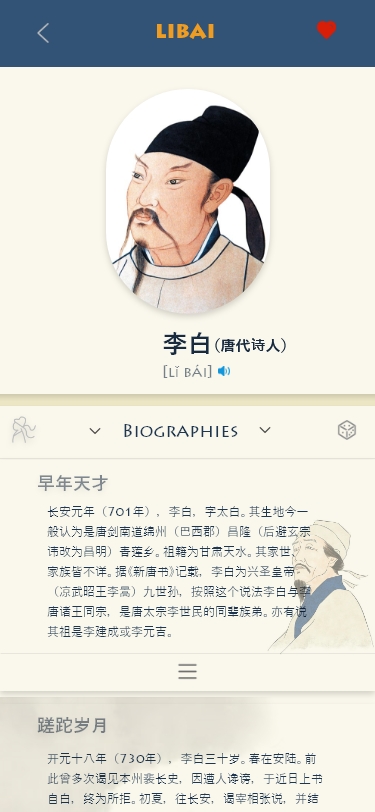 LIBAI
李白(唐代诗人)
[Lǐ BÁI]
BIOGRAPHIES
早年天才
长安元年（701年），李白，字太白。其生地今一
般认为是唐剑南道绵州（巴西郡）昌隆（后避玄宗
讳改为昌明）青莲乡。祖籍为甘肃天水。其家世、
家族皆不详。据《新唐书》记载，李白为兴圣皇帝
（凉武昭王李暠）九世孙，按照这个说法李白与李
唐诸王同宗，是唐太宗李世民的同辈族弟。亦有说
其祖是李建成或李元吉。
蹉跎岁月
开元十八年（730年），李白三十岁。春在安陆。前
此曾多次谒见本州裴长史，因遭人谗谤，于近日上书
自白，终为所拒。初夏，往长安，谒宰相张说，并结